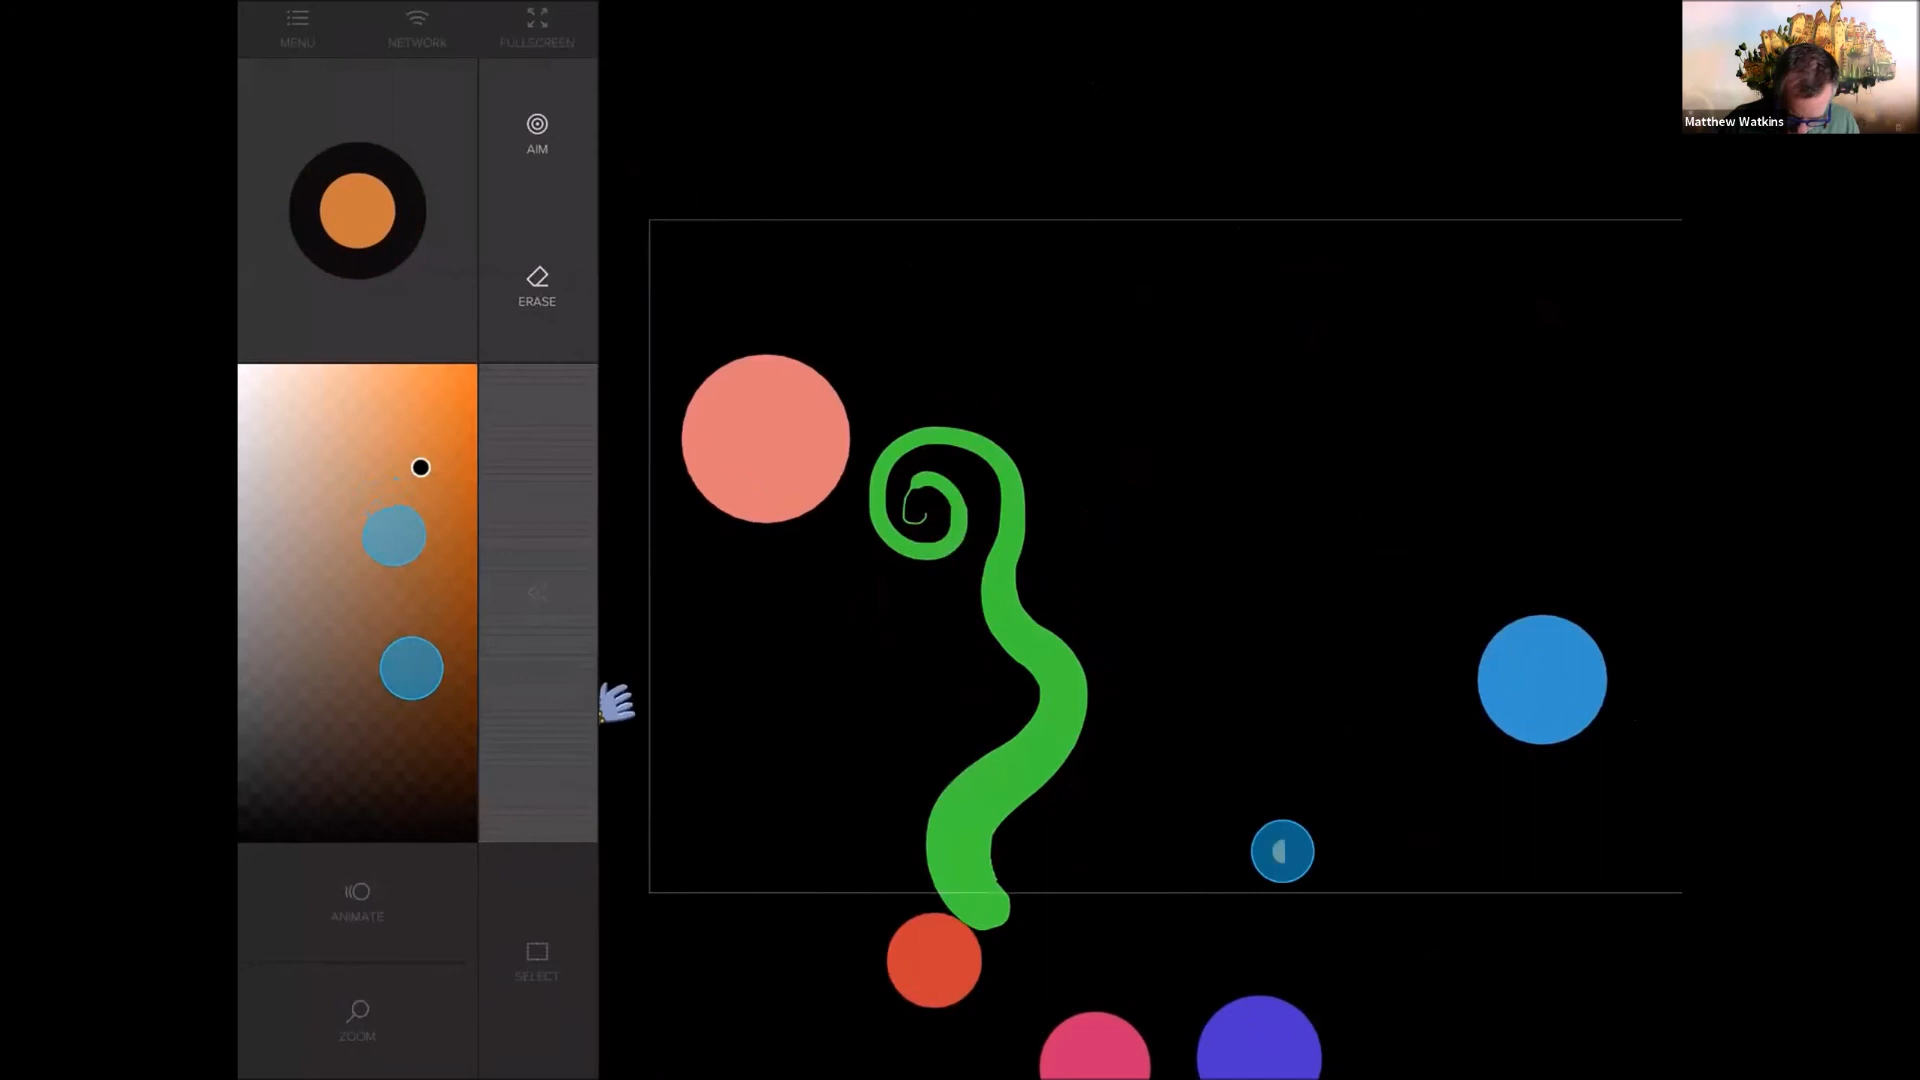 MENU
NETWORK
FULLSCREEN
Matthew Watkins
AIM
ERASE
ANIMATE
SELECT
ZOOM